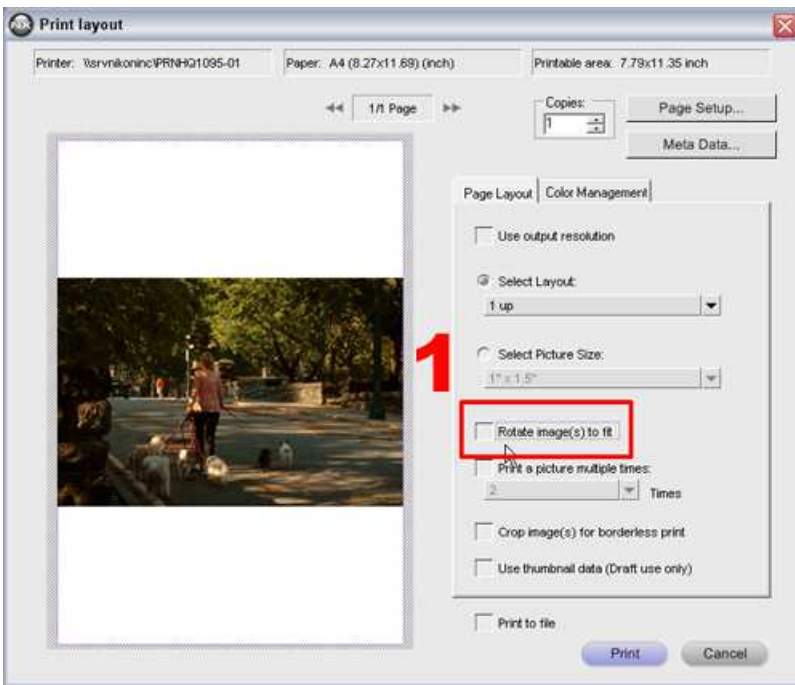 Print layout
Printer: \\srvnikoninc\PRNHQ1095-01
Paper: A4 (8.27x11.69) (inch)
Printable area: 7.79x11.35 inch
1/1 Page
Copies:
1
Page Setup...
Meta Data...
Page Layout
Color Management
Use output resolution
Select Layout:
1 up
1
Select Picture Size:
1" x 1.5"
Rotate image(s) to fit
Print a picture multiple times:
2
Times
Crop image(s) for borderless print
Use thumbnail data (Draft use only)
Print to file
Print
Cancel